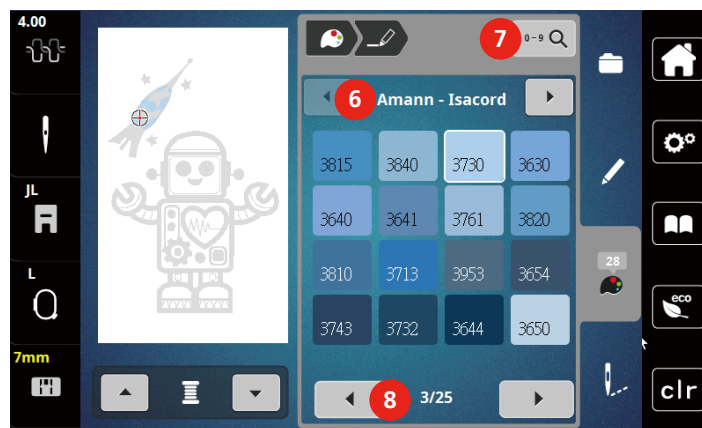 4.00
7
0-9
6
Amann - Isacord
3815 3840 3730 3630
JL
3640 3641 3761 3820
28
3810 3713 3953 3654
L
eco
3743 3732 3644 3650
7mm
8
3/25
clr